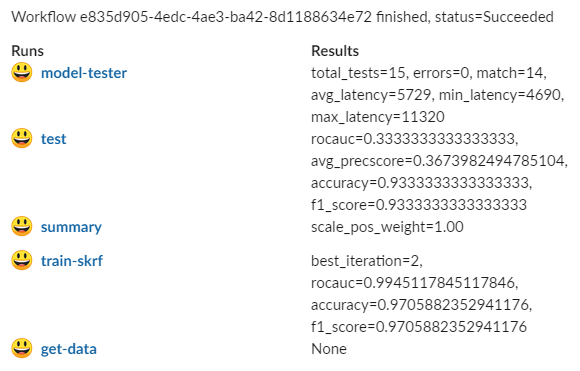 Workflow e835d905-4edc-4ae3-ba42-8d1188634e72 finished, status=Succeeded
Runs Results
model-tester total_tests=15, errors=0, match=14,
avg_latency=5729, min_latency=4690,
max_latency=11320
test rocauc=0.3333333333333333,
avg_precscore=0.3673982494785104,
accuracy=0.9333333333333333,
f1_score=0.9333333333333333
summary scale_pos_weight=1.00
train-skrf best_iteration=2,
rocauc=0.9945117845117846,
accuracy=0.9705882352941176,
f1_score=0.9705882352941176
get-data None